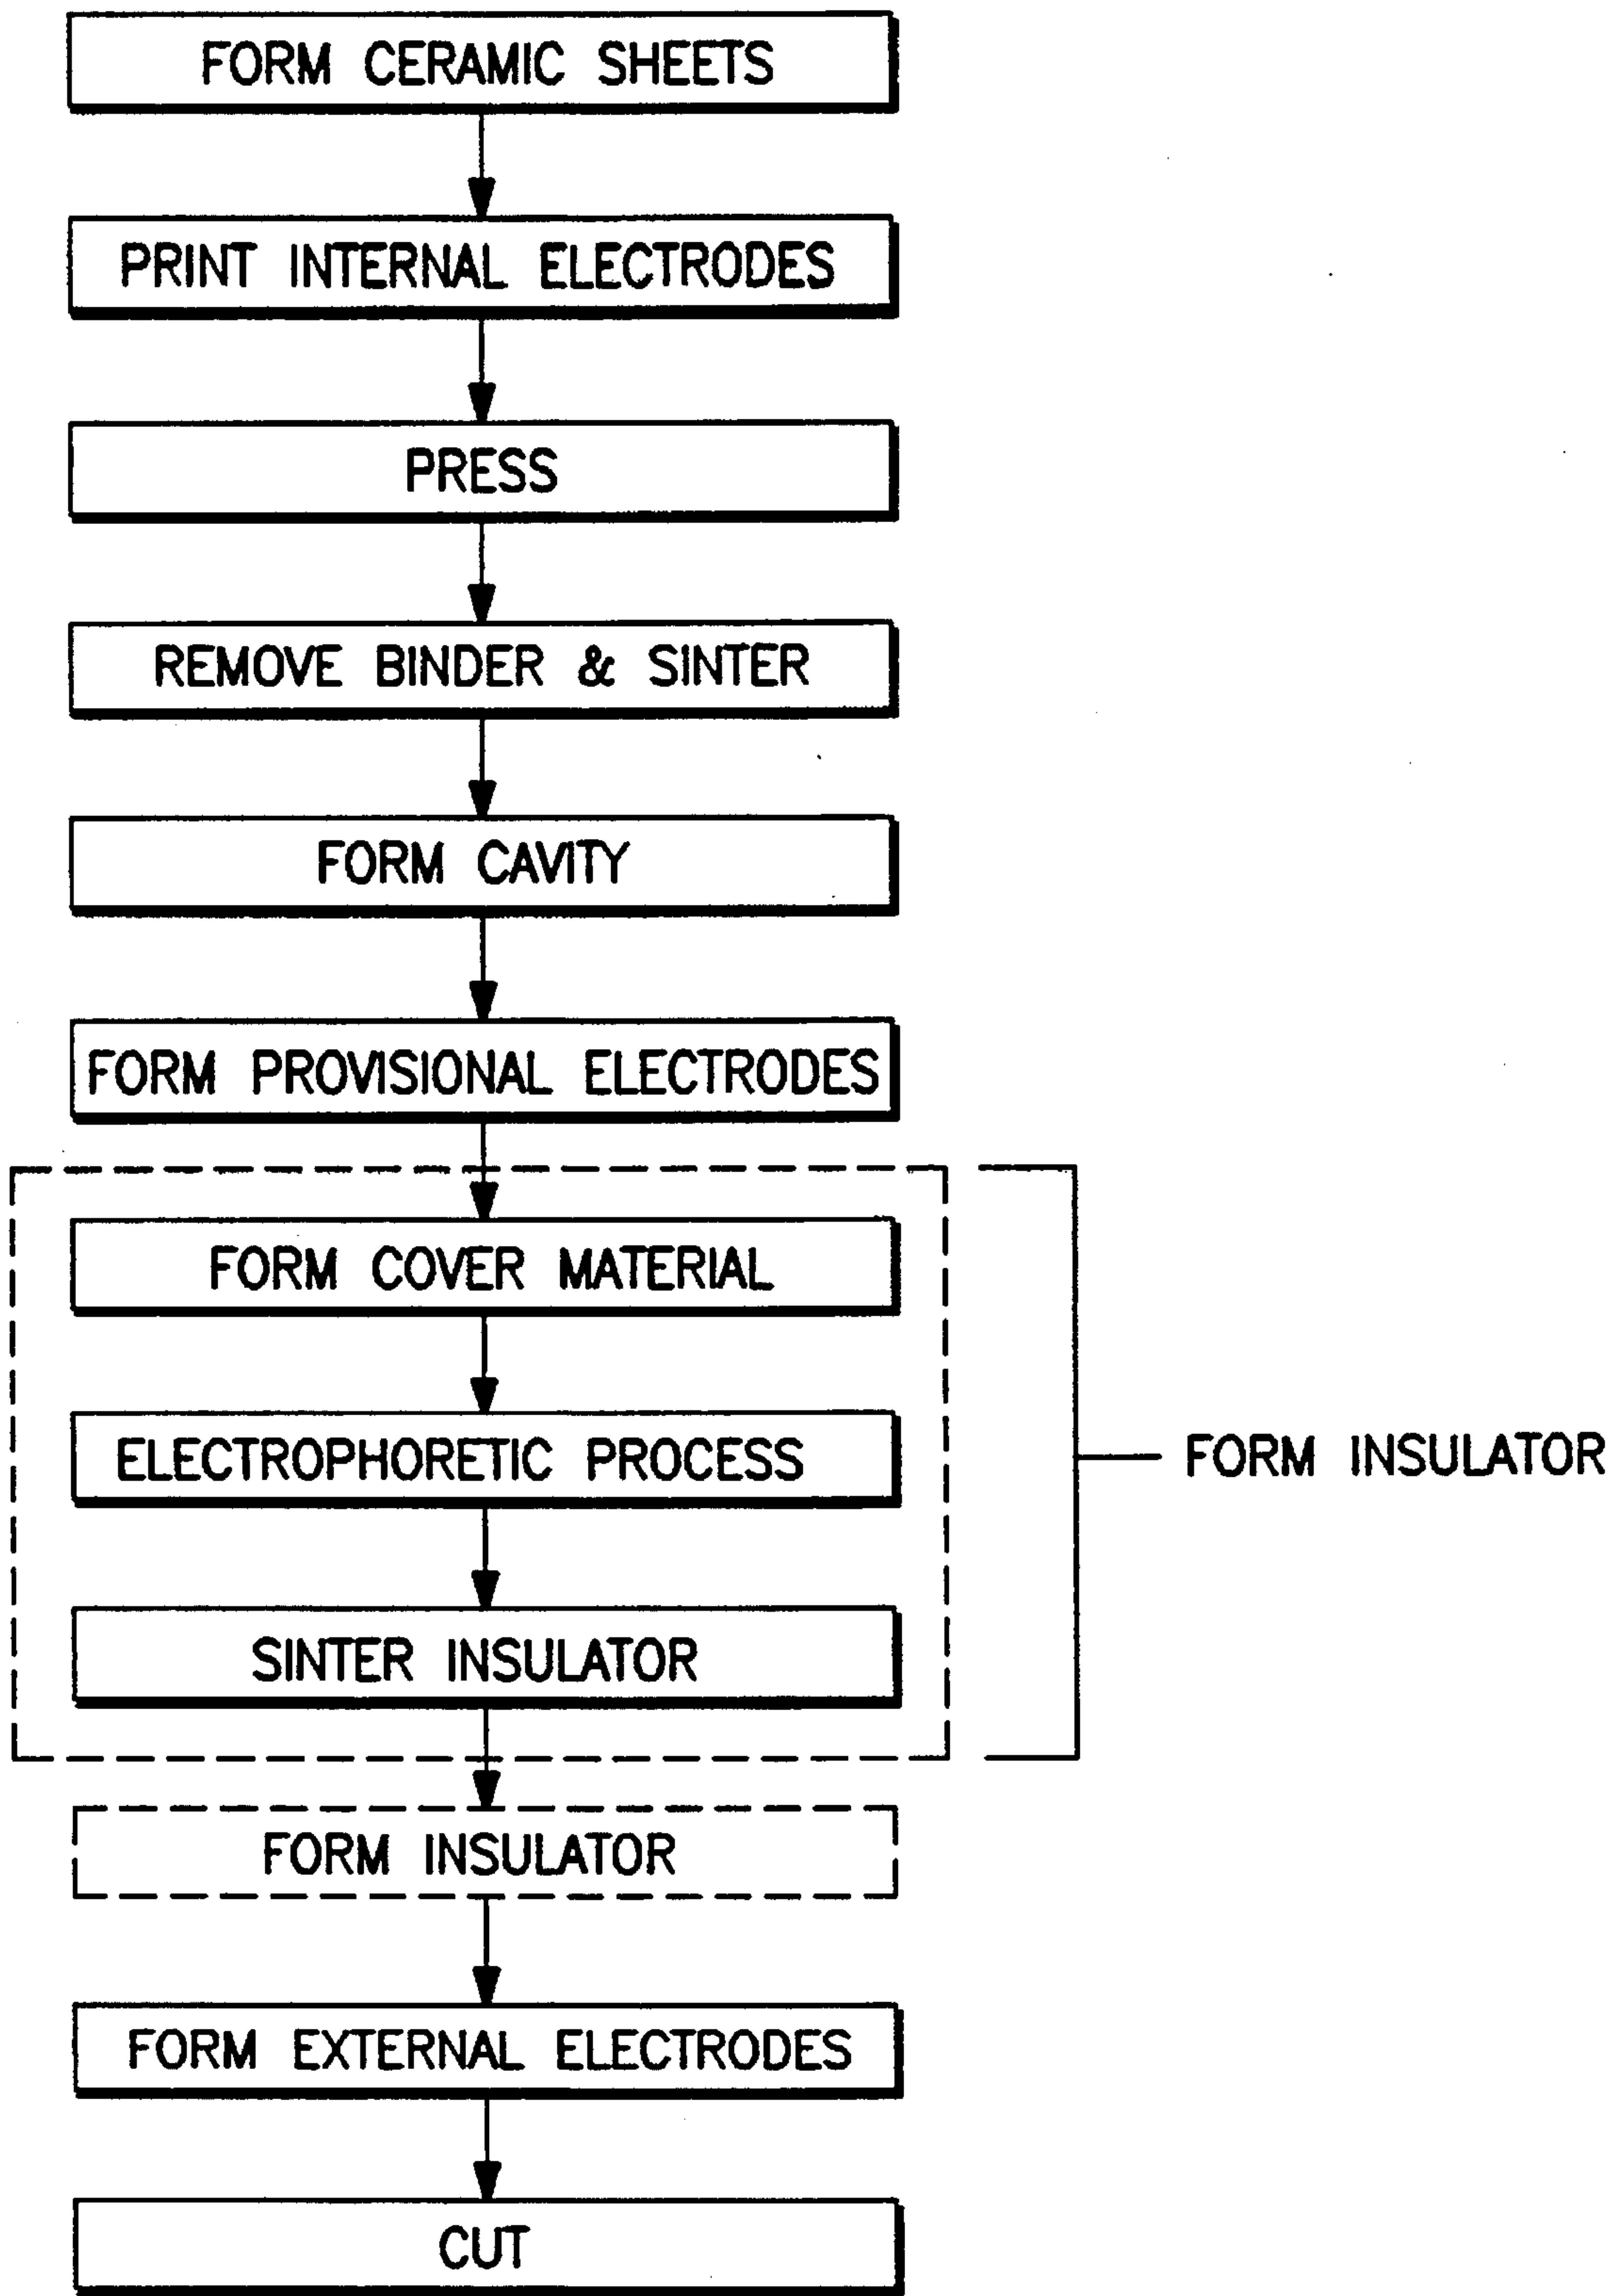 FORM CERAMIC SHEETS
PRINT INTERNAL ELECTRODES
PRESS
REMOVE BINDER & SINTER
FORM CAVITY
FORM PROVISIONAL ELECTRODES
FORM COVER MATERIAL
ELECTROPHORETIC PROCESS
FORM INSULATOR
SINTER INSULATOR
FORM INSULATOR
FORM EXTERNAL ELECTRODES
CUT